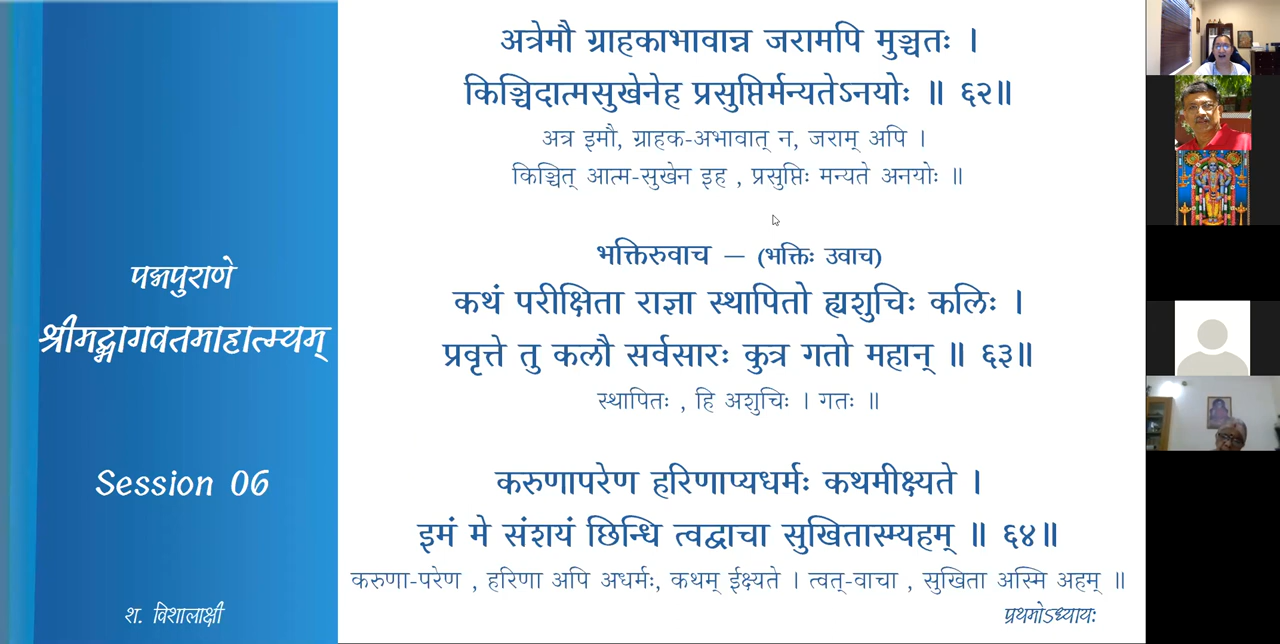 पद्मपुराणे
श्रीमद्भागवतमाहात्म्यम्
Session 06
श. विशालाक्षी
अत्रेमौ ग्राहकाभावान्न जरामपि मुञ्चतः ।
किञ्चिदात्मसुखेनेह प्रसुप्तिर्मन्यतेऽनयोः ॥ ६२॥
अत्र इमौ, ग्राहक-अभावात् न, जराम् अपि ।
किञ्चित् आत्म-सुखेन इह , प्रसुप्तिः मन्यते अनयोः ॥
भक्तिरुवाच – (भक्तिः उवाच)
कथं परीक्षिता राज्ञा स्थापितो ह्यशुचिः कलिः ।
प्रवृत्ते तु कलौ सर्वसारः कुत्र गतो महान् ॥ ६३॥
स्थापितः , हि अशुचिः । गतः ॥
करुणापरेण हरिणाप्यधर्मः कथमीक्ष्यते ।
इमं मे संशयं छिन्धि त्वद्वाचा सुखितास्म्यहम् ॥ ६४॥
करुणा-परेण , हरिणा अपि अधर्मः, कथम् ईक्ष्यते । त्वत्-वाचा , सुखिता अस्मि अहम् ॥
प्रथमोऽध्यायः